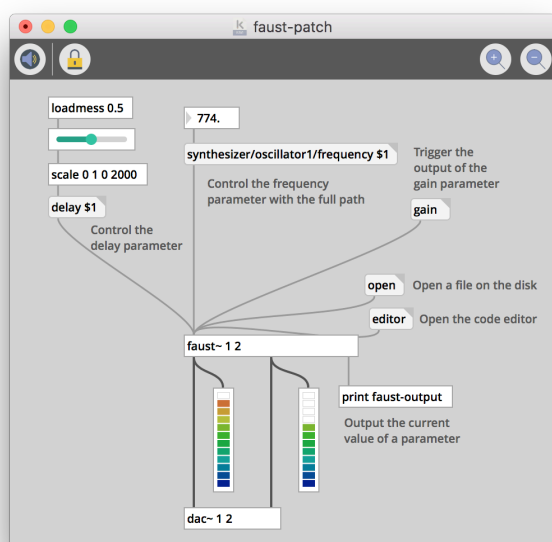 faust-patch
loadmess 0.5
774.
synthesizer/oscillator1/frequency $1
Trigger the
output of the
gain parameter
scale 0 1 0 2000
Control the frequency
parameter with the full path
delay $1
gain
Control the
delay parameter
open
Open a file on the disk
editor
Open the code editor
faust~ 1 2
print faust-output
Output the current
value of a parameter
dac~ 1 2